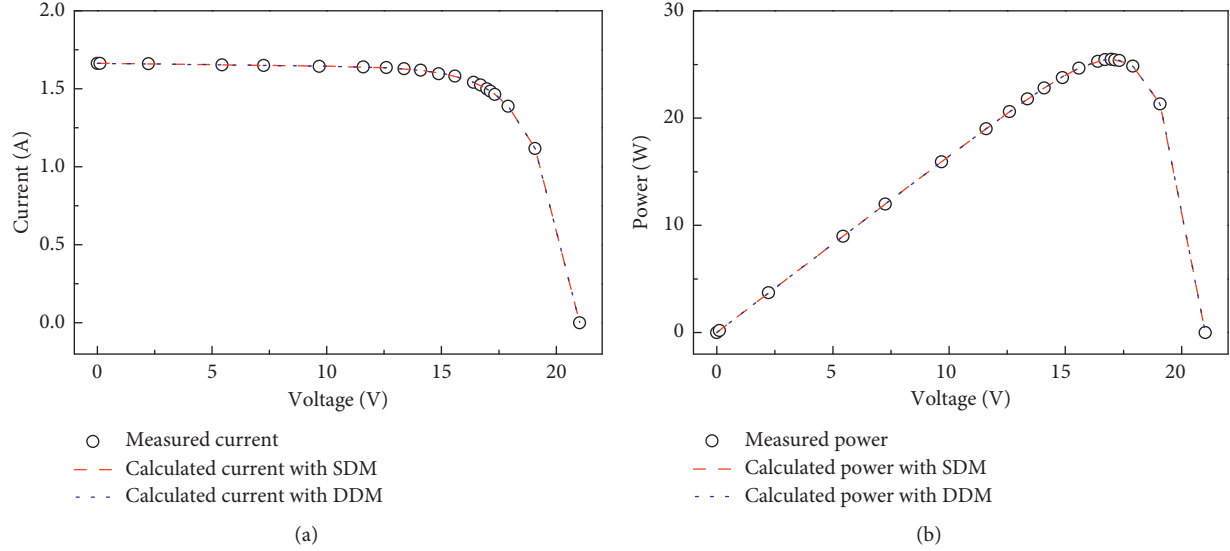 2.0
1.5
1.0
0.5
0.0
Current (A)
0 5 10 15 20
Voltage (V)
Measured current
Calculated current with SDM
Calculated current with DDM
(a)
30
20
10
0
Power (W)
0 5 10 15 20
Voltage (V)
Measured power
Calculated power with SDM
Calculated power with DDM
(b)